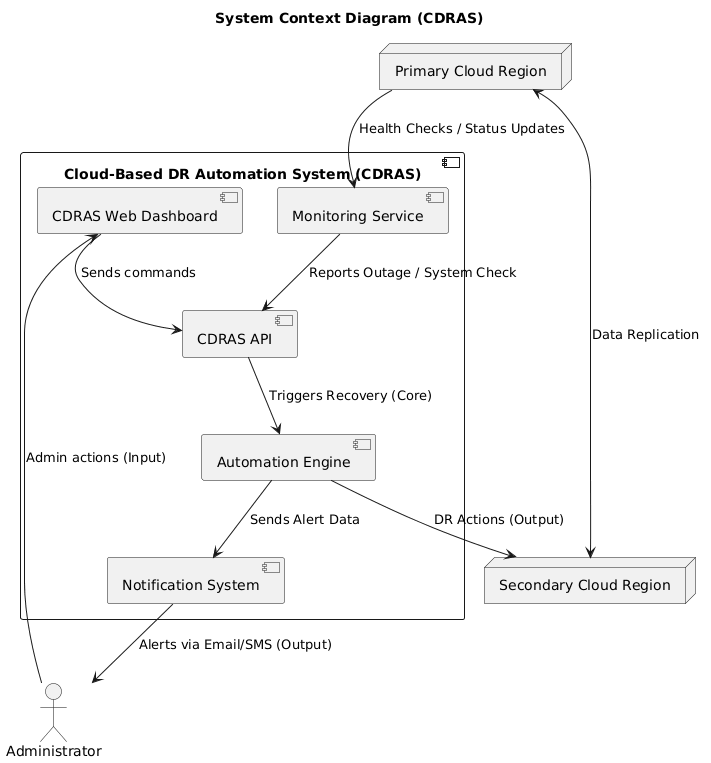 System Context Diagram (CDRAS)
Primary Cloud Region
Health Checks / Status Updates
Cloud-Based DR Automation System (CDRAS)
CDRAS Web Dashboard
Monitoring Service
Sends commands
Reports Outage / System Check
CDRAS API
Data Replication
Triggers Recovery (Core)
Admin actions (Input)
Automation Engine
Sends Alert Data
DR Actions (Output)
Notification System
Secondary Cloud Region
Alerts via Email/SMS (Output)
Administrator